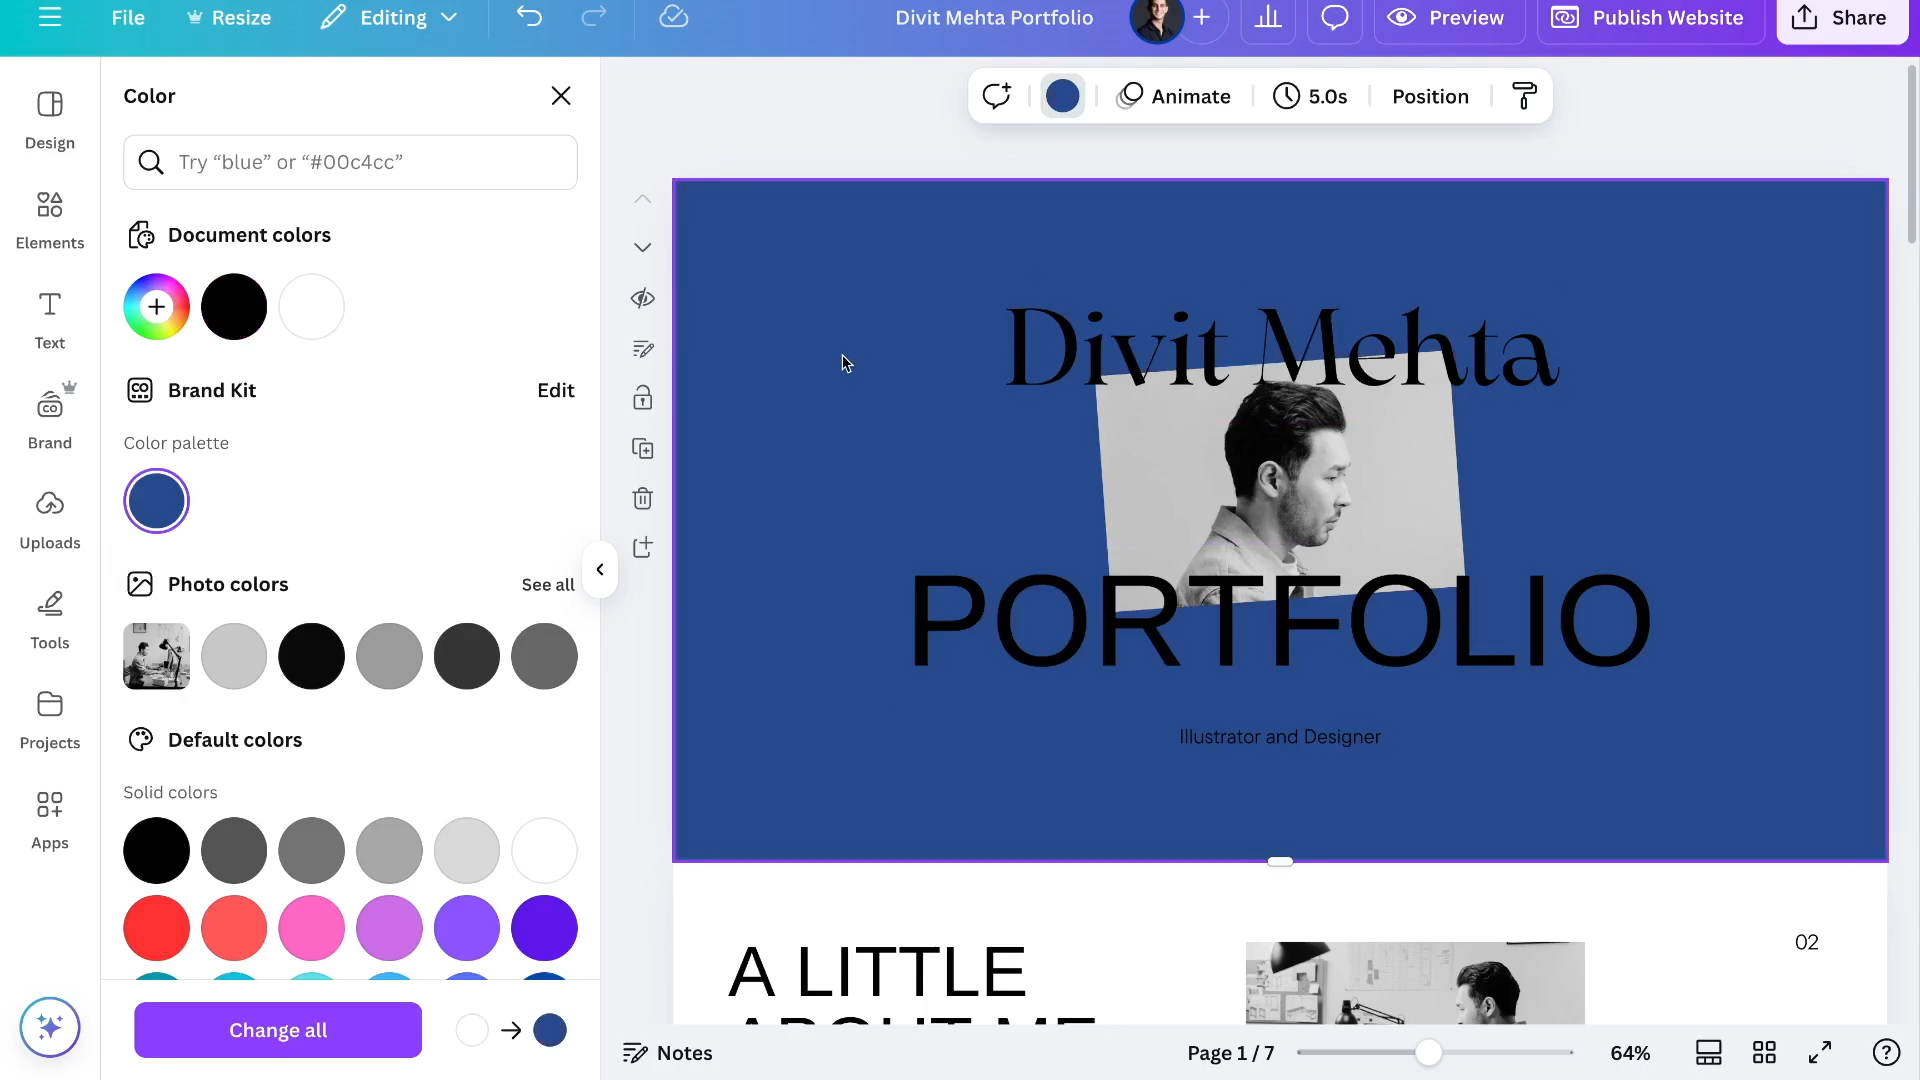 File
Resize
Editing
Divit Mehta Portfolio
Preview
Publish Website
Share
Design
Elements
Text
Brand
Uploads
Tools
Projects
Apps
Color
Try “blue” or “#00c4cc”
Document colors
Brand Kit
Edit
Color palette
Photo colors
See all
Default colors
Solid colors
Change all
Animate
5.0s
Position
Divit Mehta
PORTFOLIO
Illustrator and Designer
A LITTLE
ABOUT ME
02
Notes
Page 1 / 7
64%